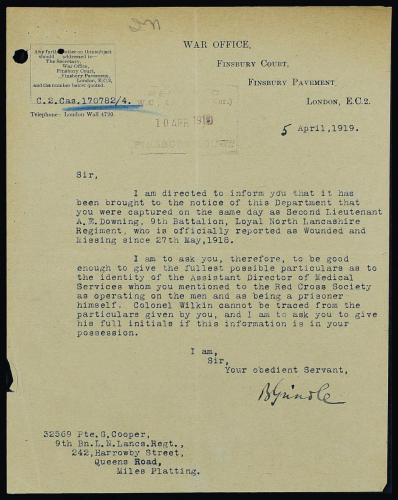 WAR OFFICE,
FINSBURY COURT,
FINSBURY PAVEMENT,
LONDON, E.C.2.
Any further on this subject
should addressed to—
The Secretary,
War Office,
Finsbury Court,
Finsbury Pavement,
London, E.C.2,
and the number below quoted.
C.2.Cas.170782/4.
Telephone—London Wall 4720.
10 APR 1919
5 April, 1919.
Sir,
I am directed to inform you that it has
been brought to the notice of this Department that
you were captured on the same day as Second Lieutenant
A.E.Downing, 9th Battalion, Loyal North Lancashire
Regiment, who is officially reported as Wounded and
Missing since 27th May,1918.
I am to ask you, therefore, to be good
enough to give the fullest possible particulars as to
the identity of the Assistant Director of Medical
Services whom you mentioned to the Red Cross Society
as operating on the men and as being a prisoner
himself. Colonel Wilkin cannot be traced from the
particulars given by you, and I am to ask you to give
his full initials if this information is in your
possession.
I am,
Sir,
Your obedient Servant,
BGrindle
32569 Pte.G.Cooper,
9th Bn.L.N.Lancs.Regt.,
242,Harrowby Street,
Queens Road,
Miles Platting.